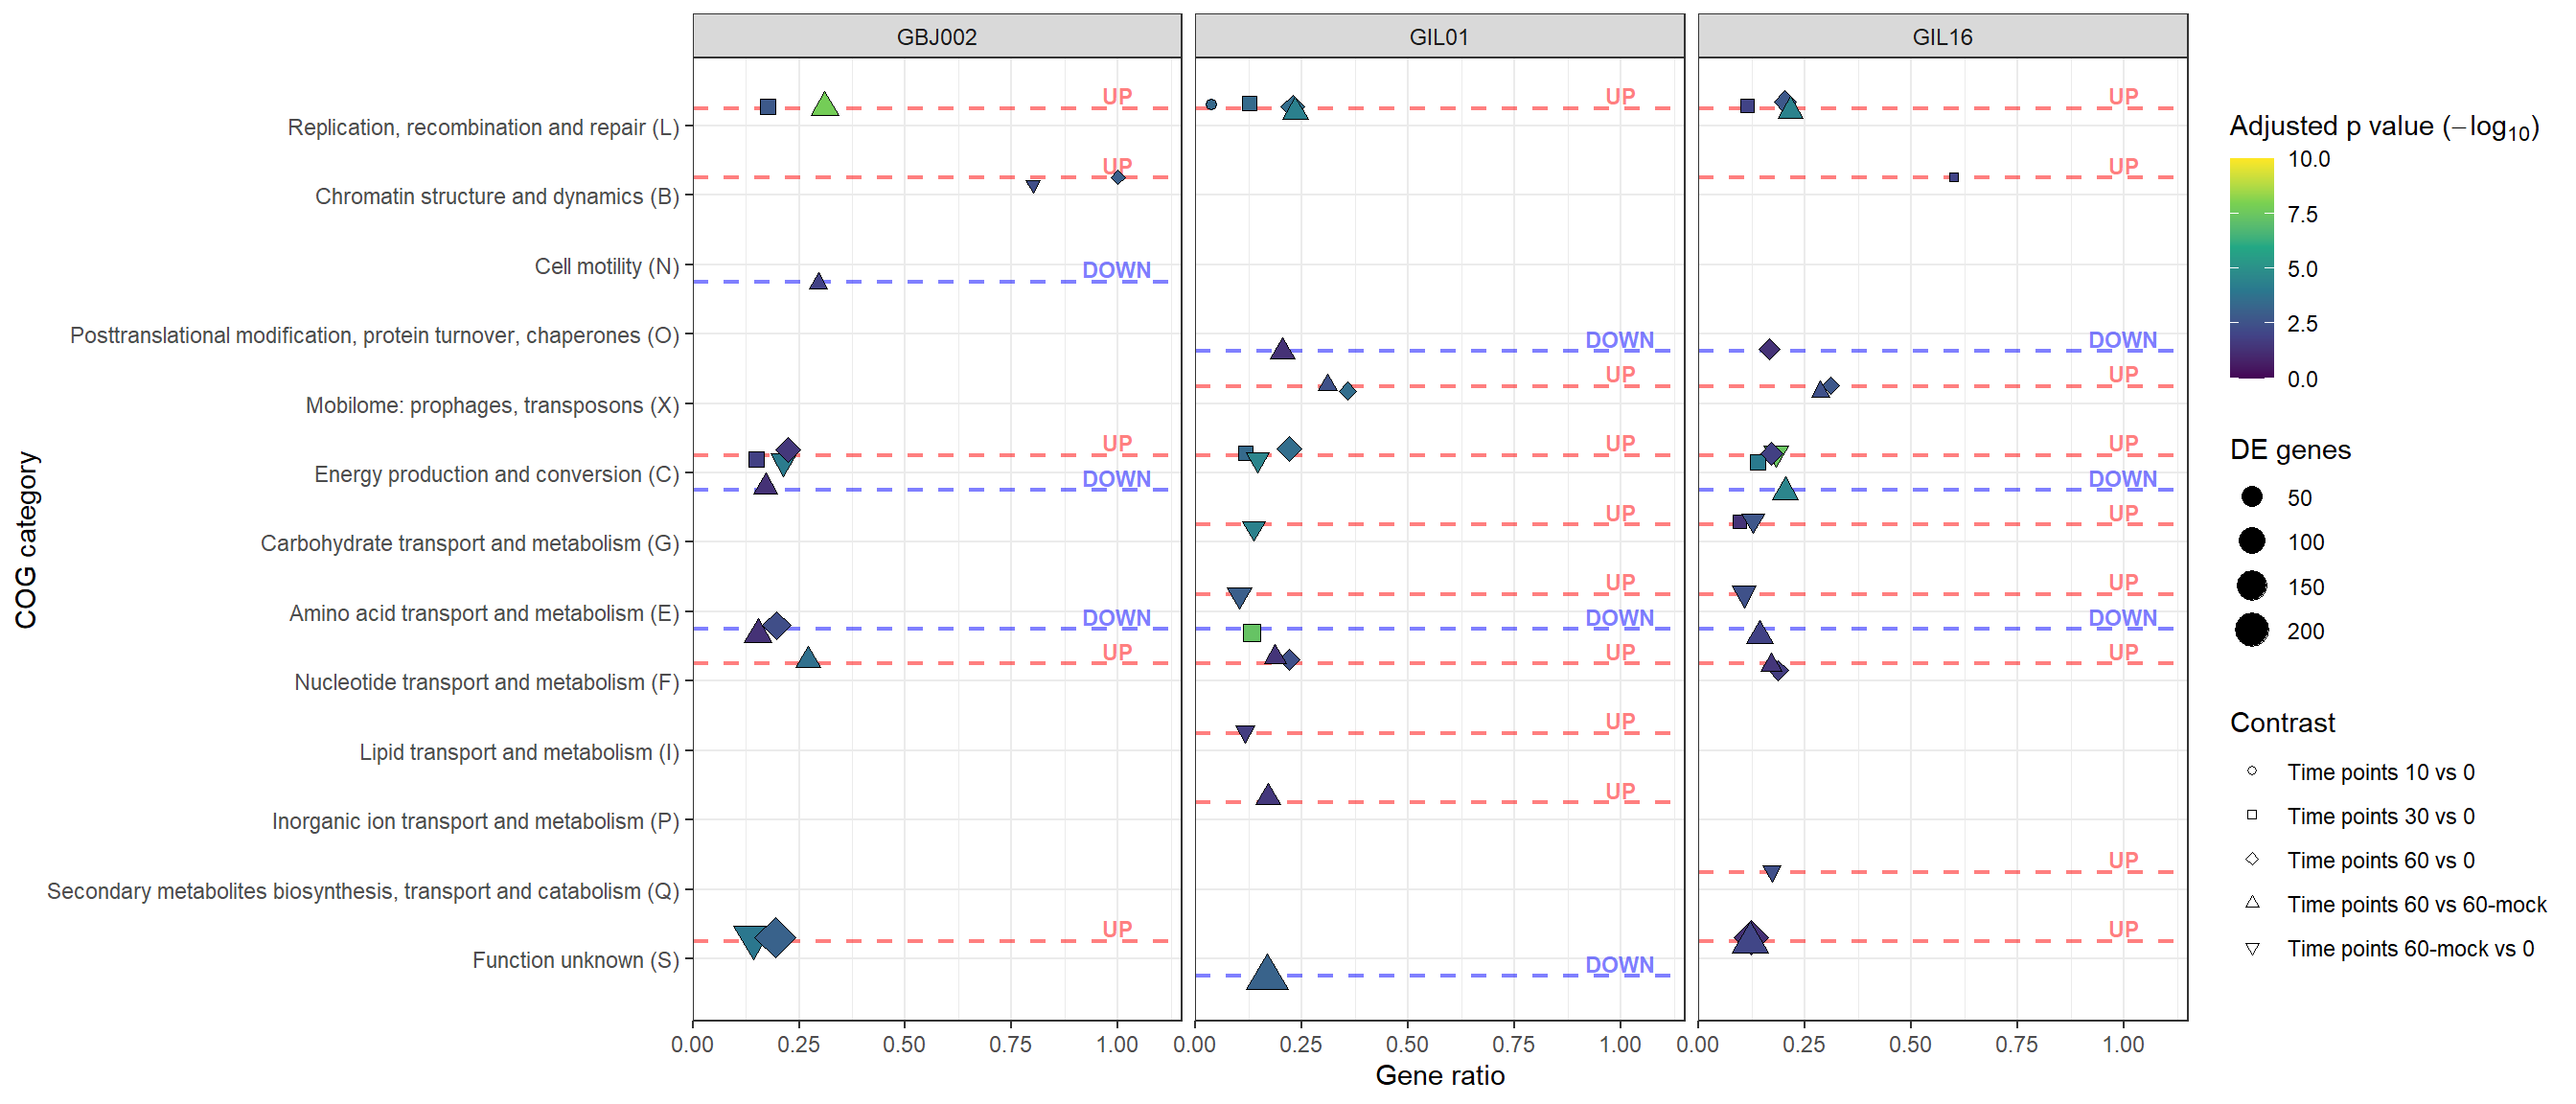 GBJ002 GIL01 GIL16
UP UP UP
Replication, recombination and repair (L)
UP UP
Chromatin structure and dynamics (B)
Cell motility (N)
DOWN
Posttranslational modification, protein turnover, chaperones (O)
DOWN DOWN
UP UP
Mobilome: prophages, transposons (X)
UP UP UP
Energy production and conversion (C)
DOWN DOWN
UP UP
Carbohydrate transport and metabolism (G)
UP UP
Amino acid transport and metabolism (E)
DOWN DOWN DOWN
UP UP UP
Nucleotide transport and metabolism (F)
UP
Lipid transport and metabolism (I)
UP
Inorganic ion transport and metabolism (P)
UP
Secondary metabolites biosynthesis, transport and catabolism (Q)
UP UP
Function unknown (S)
DOWN
0.00 0.25 0.50 0.75 1.00 0.00 0.25 0.50 0.75 1.00 0.00 0.25 0.50 0.75 1.00
Gene ratio
COG category
Adjusted p value (−log10)
10.0
7.5
5.0
2.5
0.0
DE genes
50
100
150
200
Contrast
Time points 10 vs 0
Time points 30 vs 0
Time points 60 vs 0
Time points 60 vs 60-mock
Time points 60-mock vs 0